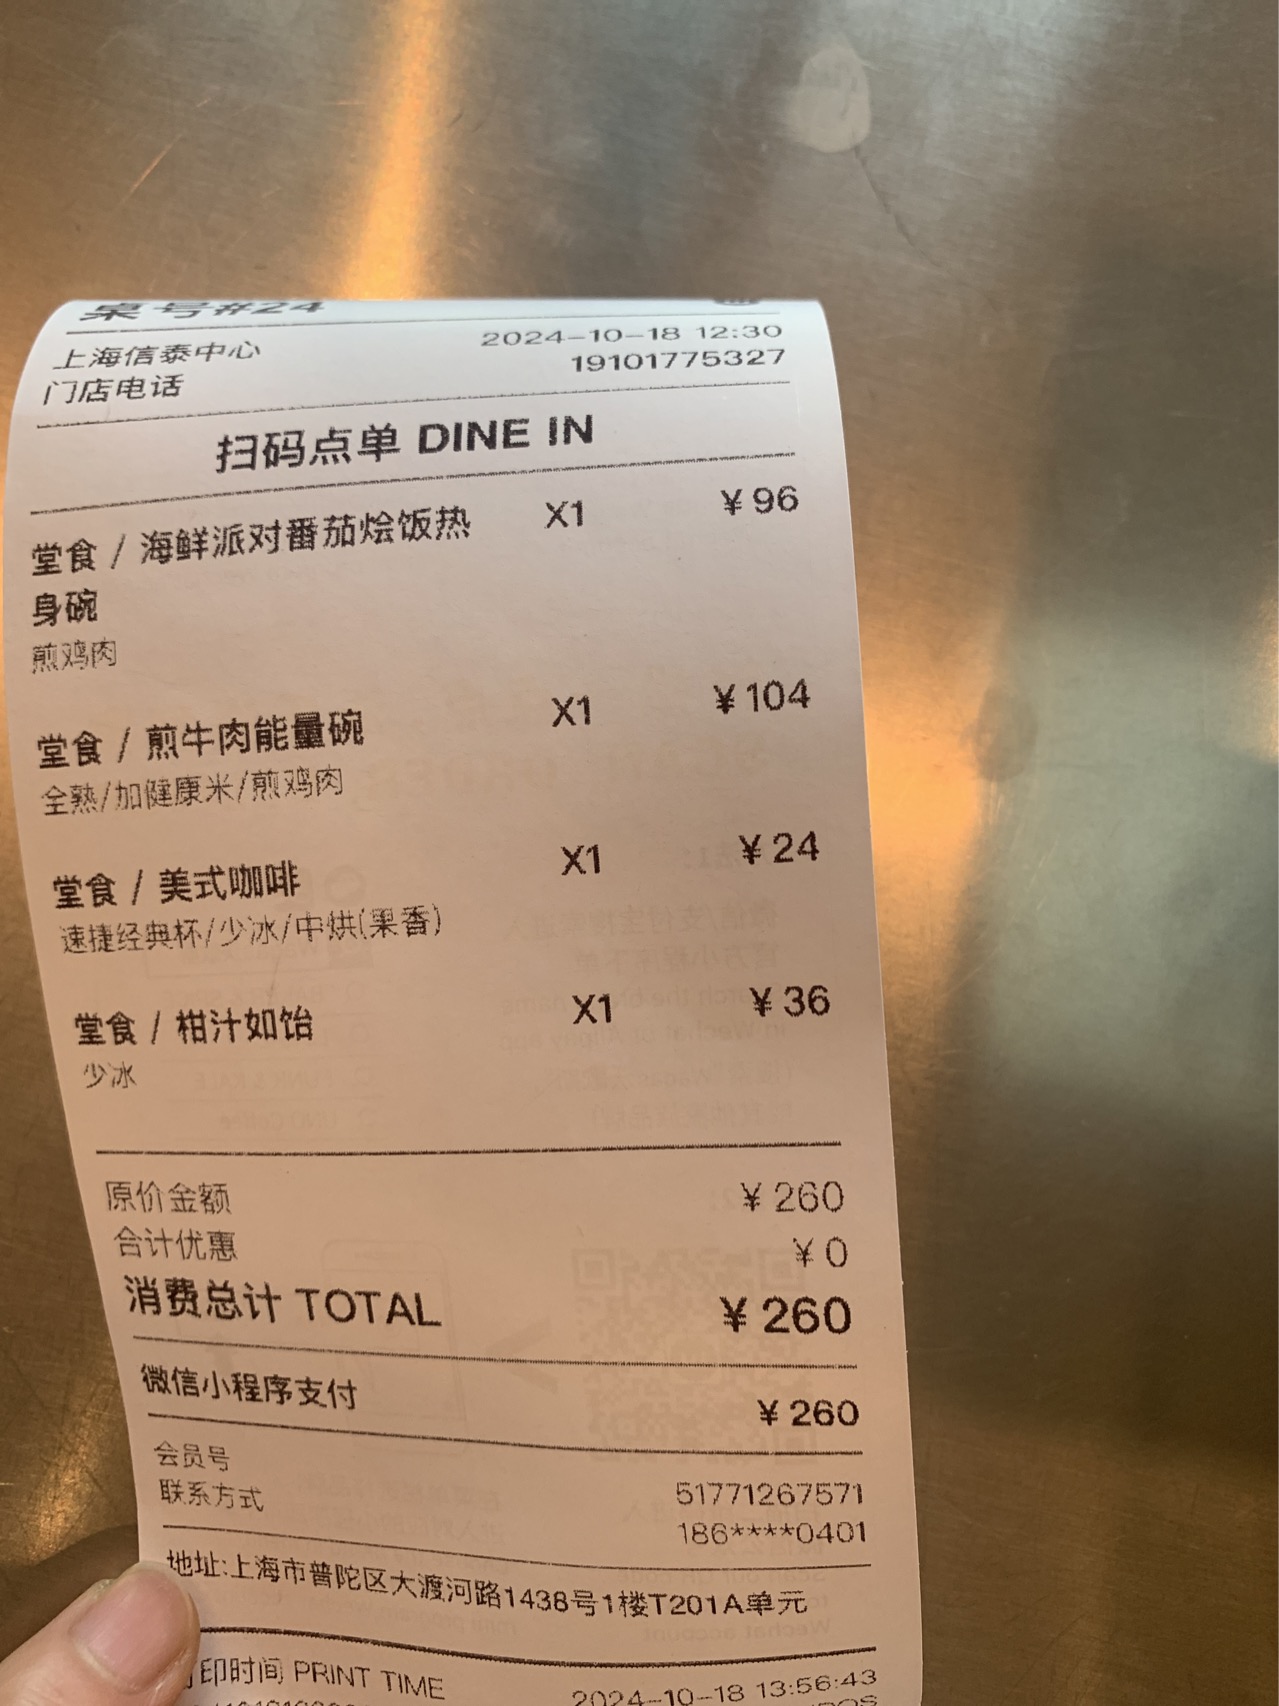 桌号#24
上海信泰中心 2024-10-18 12:30
门店电话 19101775327
扫码点单 DINE IN
堂食 / 海鲜派对番茄烩饭热 X1 ¥96
身碗
煎鸡肉
堂食 / 煎牛肉能量碗 X1 ¥104
全熟/加健康米/煎鸡肉
堂食 / 美式咖啡 X1 ¥24
速捷经典杯/少冰/中烘(果香)
堂食 / 柑汁如饴 X1 ¥36
少冰
原价金额 ¥260
合计优惠 ¥0
消费总计 TOTAL ¥260
微信小程序支付 ¥260
会员号 51771267571
联系方式 186****0401
地址:上海市普陀区大渡河路1438号1楼T201A单元
印时间 PRINT TIME 2024-10-18 13:56:43